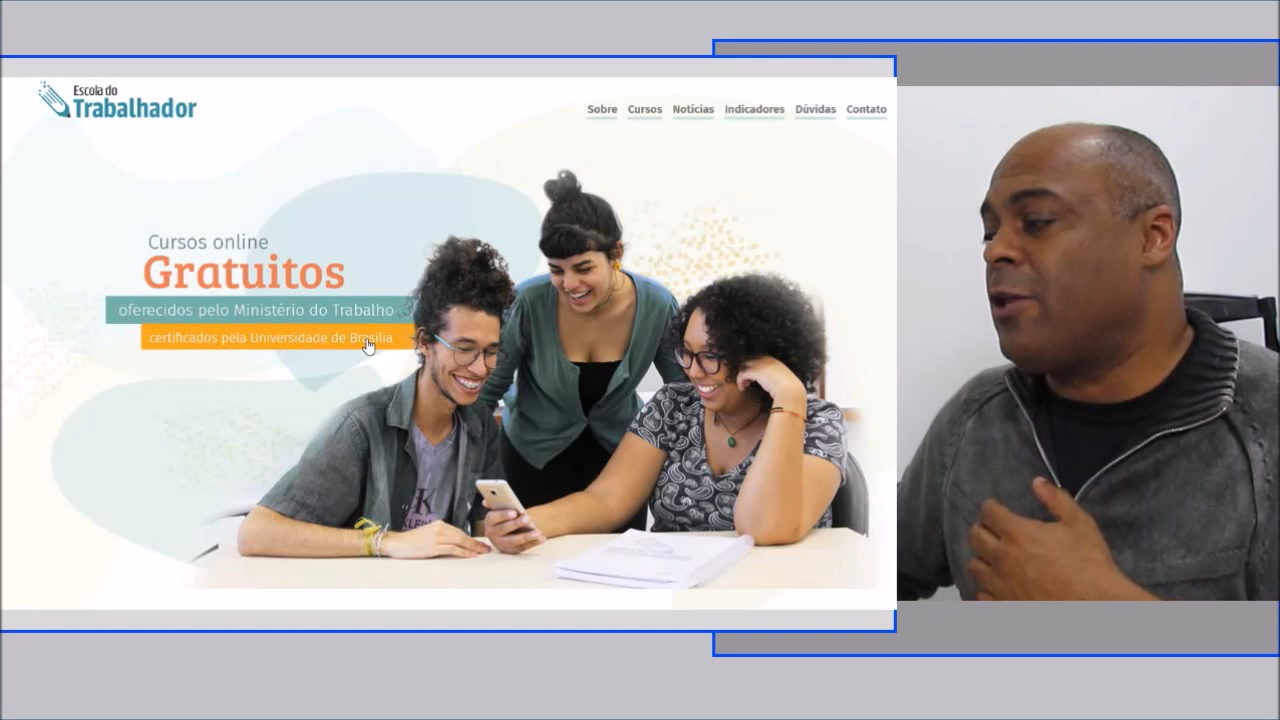 Escola do
Trabalhador
Sobre Cursos Notícias Indicadores Dúvidas Contato
Cursos online
Gratuitos
oferecidos pelo Ministério do Trabalho
certificados pela Universidade de Brasília